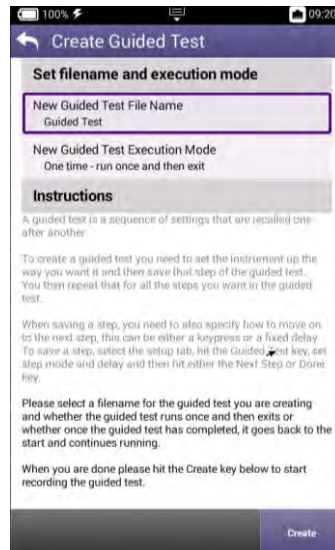 100%
09:20
Create Guided Test
Set filename and execution mode
New Guided Test File Name
Guided Test
New Guided Test Execution Mode
One time - run once and then exit
Instructions
A guided test is a sequence of settings that are recalled one
after another
To create a guided test you need to set the instrument up the
way you want it and then save that step of the guided test.
You then repeat that for all the steps you want in the guided
test.
When saving a step, you need to also specify how to move on
to the next step, this can be either a keypress or a fixed delay.
To save a step, select the setup tab, hit the Guided Test key, set
step mode and delay and then hit either the Next Step or Done
key.
Please select a filename for the guided test you are creating
and whether the guided test runs once and then exits or
whether once the guided test has completed, it goes back to the
start and continues running.
When you are done please hit the Create key below to start
recording the guided test.
Create